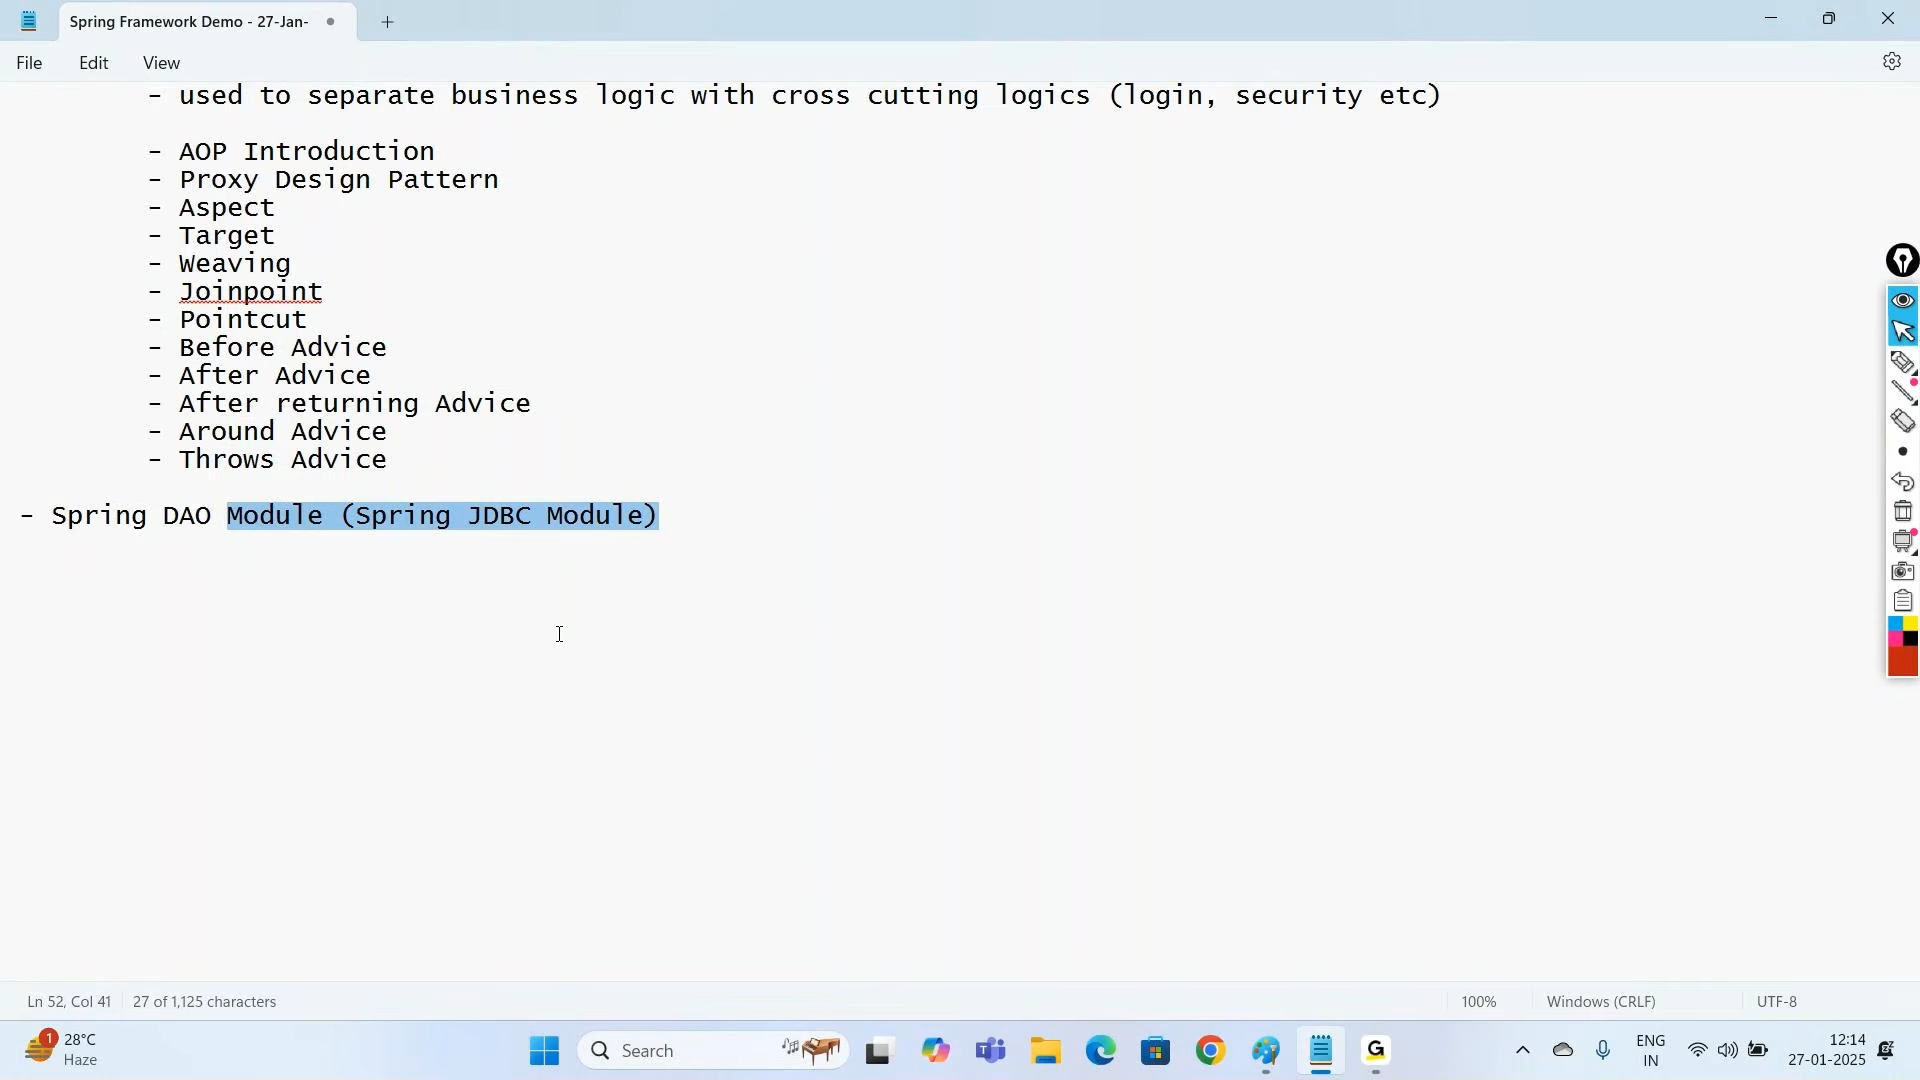 Spring Framework Demo - 27-Jan-
File Edit View
- used to separate business logic with cross cutting logics (login, security etc)
- AOP Introduction
- Proxy Design Pattern
- Aspect
- Target
- Weaving
- Joinpoint
- Pointcut
- Before Advice
- After Advice
- After returning Advice
- Around Advice
- Throws Advice
- Spring DAO Module (Spring JDBC Module)
Ln 52, Col 41 27 of 1,125 characters 100% Windows (CRLF) UTF-8
1 28°C Search ENG 12:14
Haze IN 27-01-2025